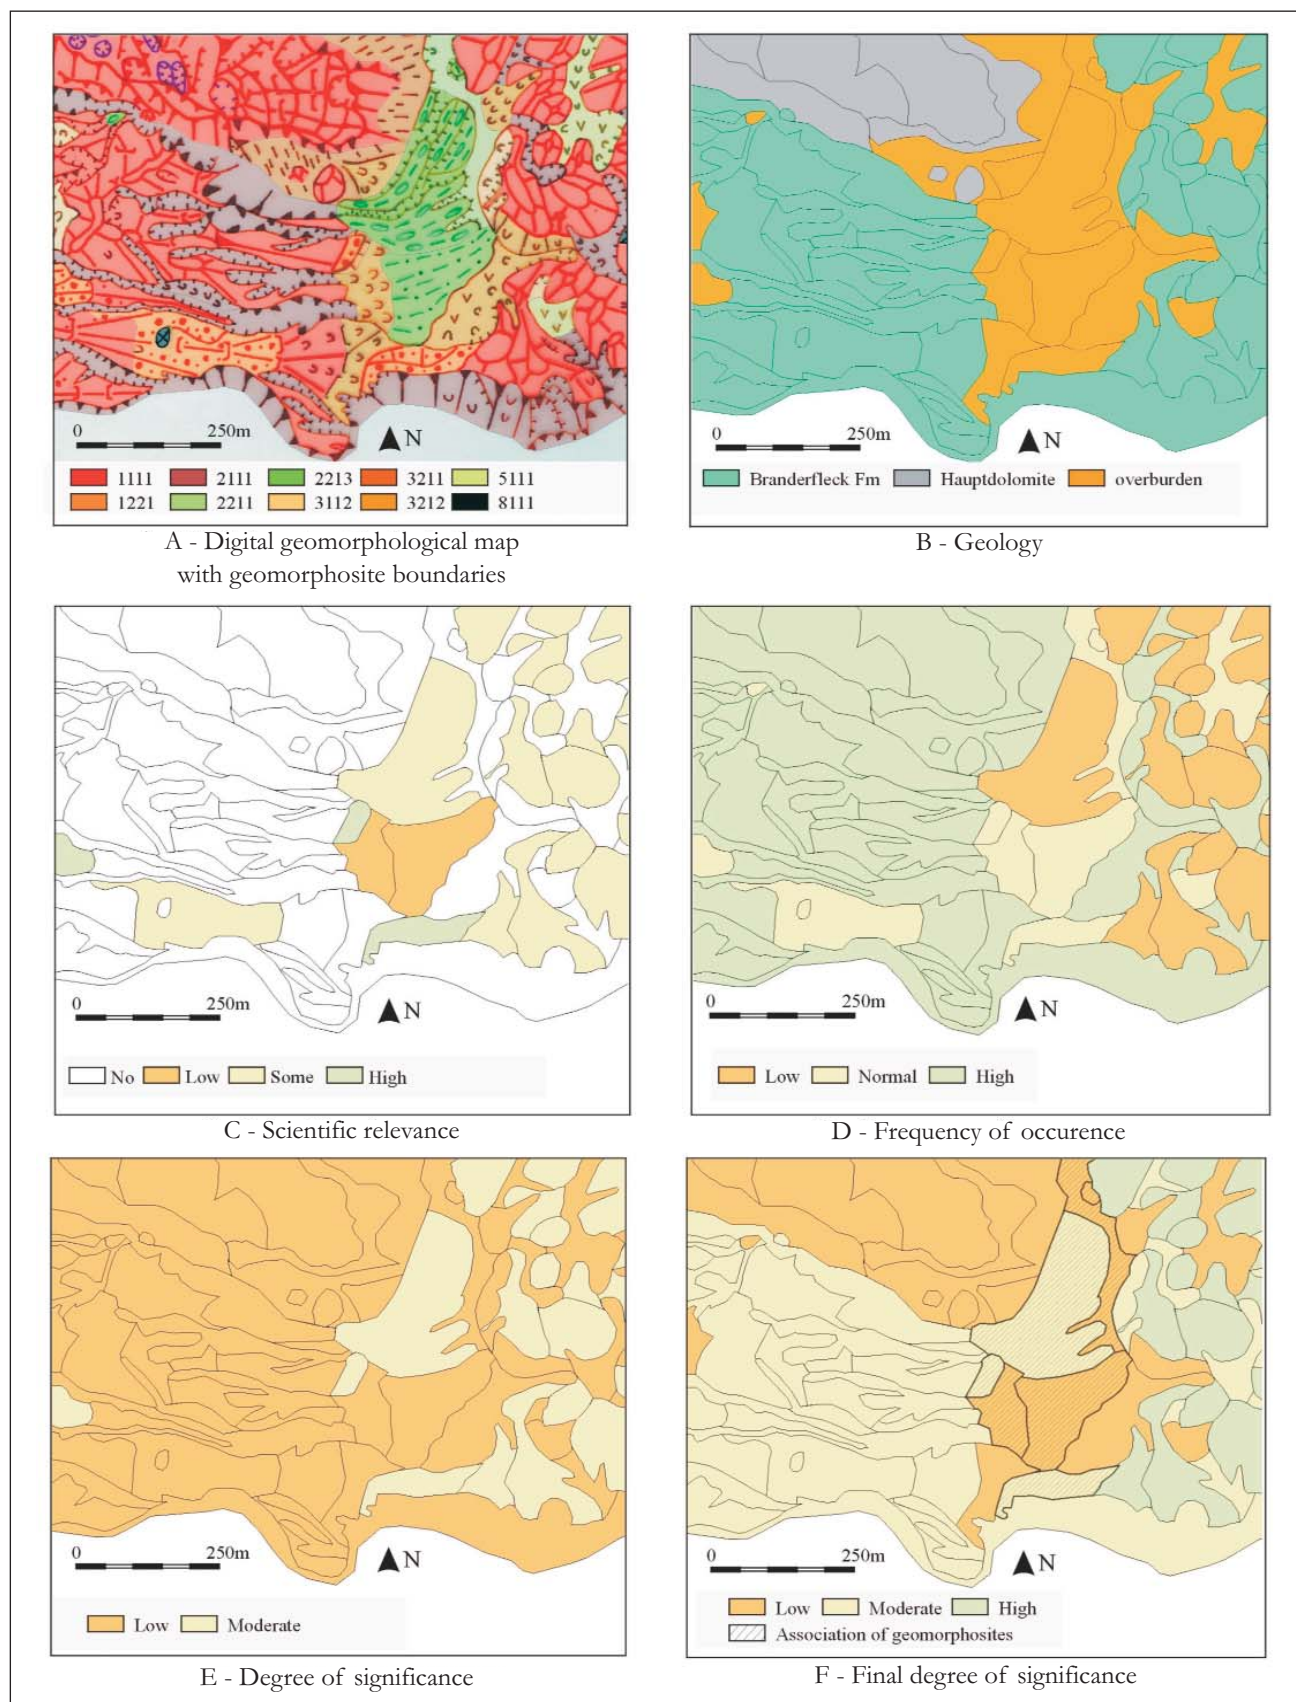 0 250m N
1111 2111 2213 3211 5111
1221 2211 3112 3212 8111
A - Digital geomorphological map
with geomorphosite boundaries
0 250m N
Branderfleck Fm Hauptdolomite overburden
B - Geology
0 250m N
No Low Some High
C - Scientific relevance
0 250m N
Low Normal High
D - Frequency of occurence
0 250m N
Low Moderate
E - Degree of significance
0 250m N
Low Moderate High
Association of geomorphosites
F - Final degree of significance